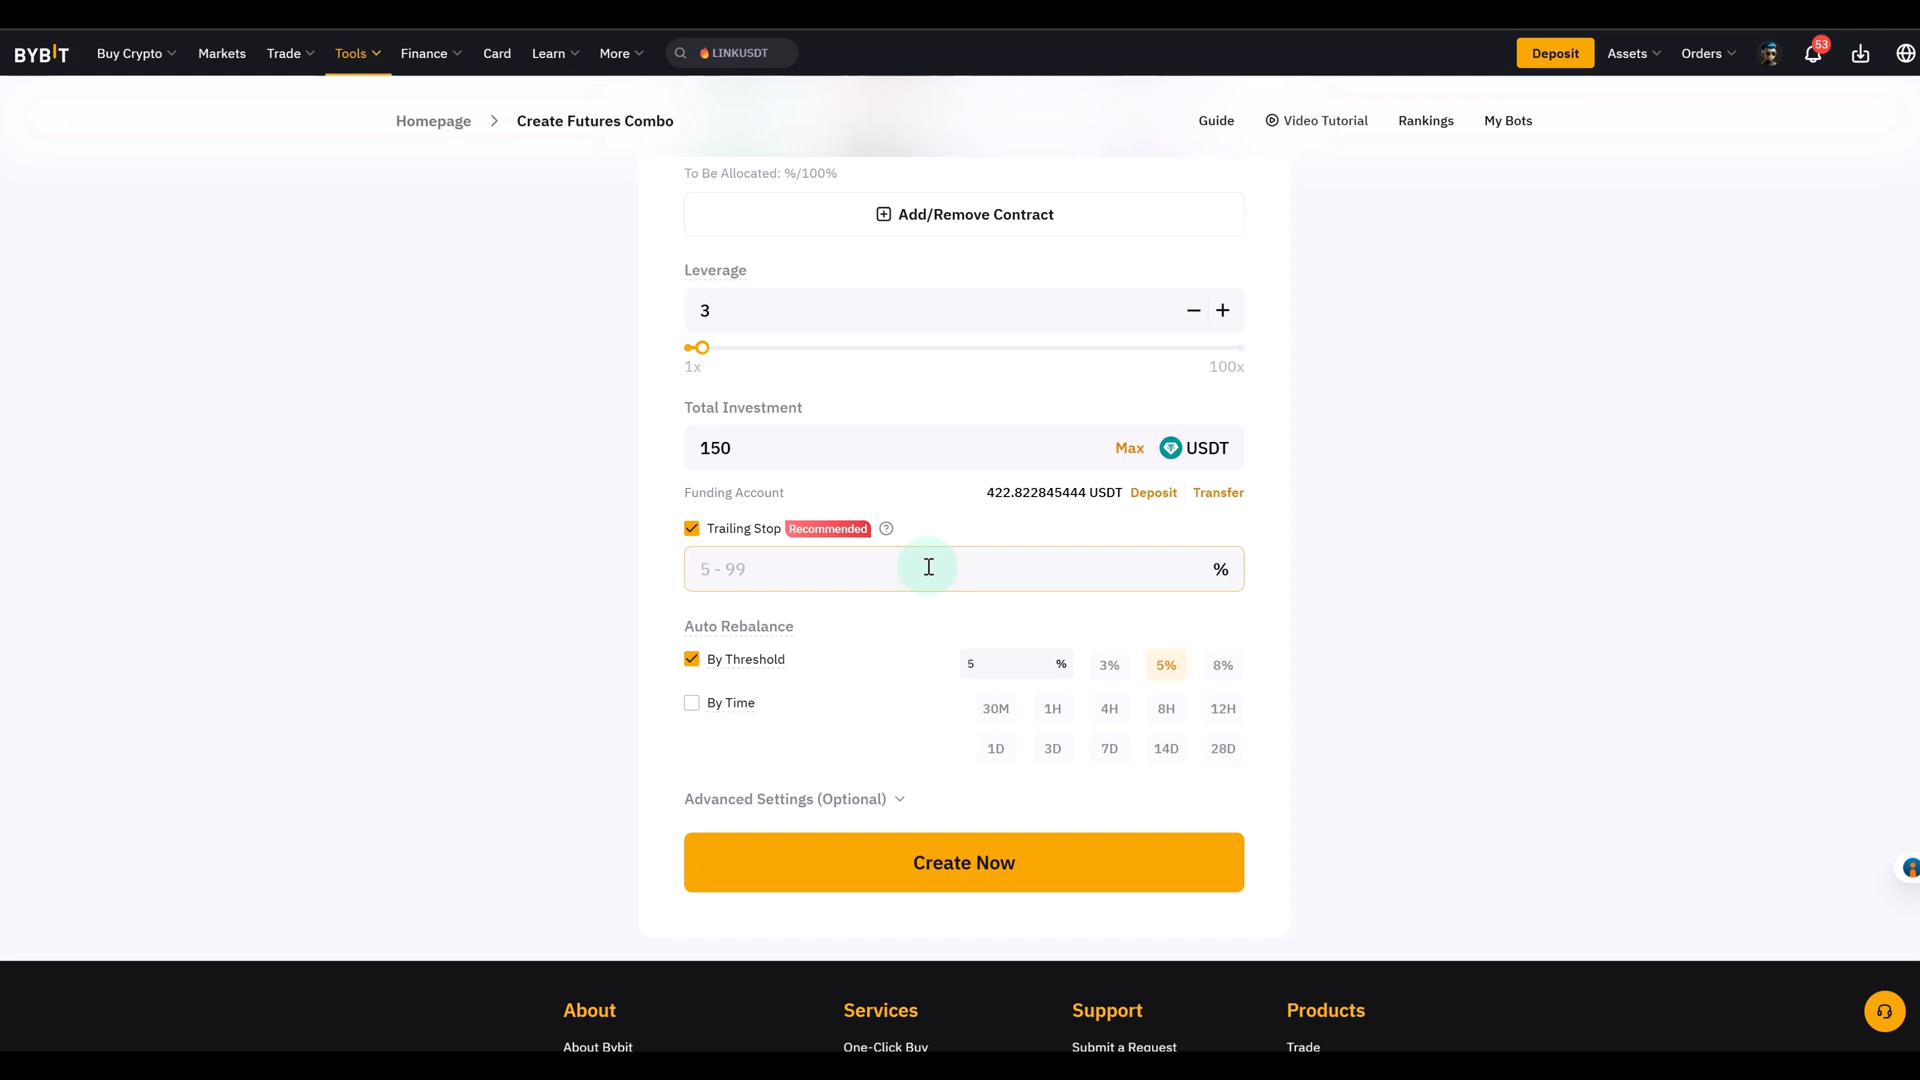 BYBIT Buy Crypto Markets Trade Tools Finance Card Learn More LINKUSDT Deposit Assets Orders 53
Homepage > Create Futures Combo Guide Video Tutorial Rankings My Bots
To Be Allocated: %/100%
Add/Remove Contract
Leverage
3 − +
1x 100x
Total Investment
150 Max USDT
Funding Account 422.822845444 USDT Deposit Transfer
Trailing Stop Recommended ?
5 - 99 %
Auto Rebalance
By Threshold 5 % 3% 5% 8%
By Time 30M 1H 4H 8H 12H
1D 3D 7D 14D 28D
Advanced Settings (Optional)
Create Now
About Services Support Products
About Bybit One-Click Buy Submit a Request Trade